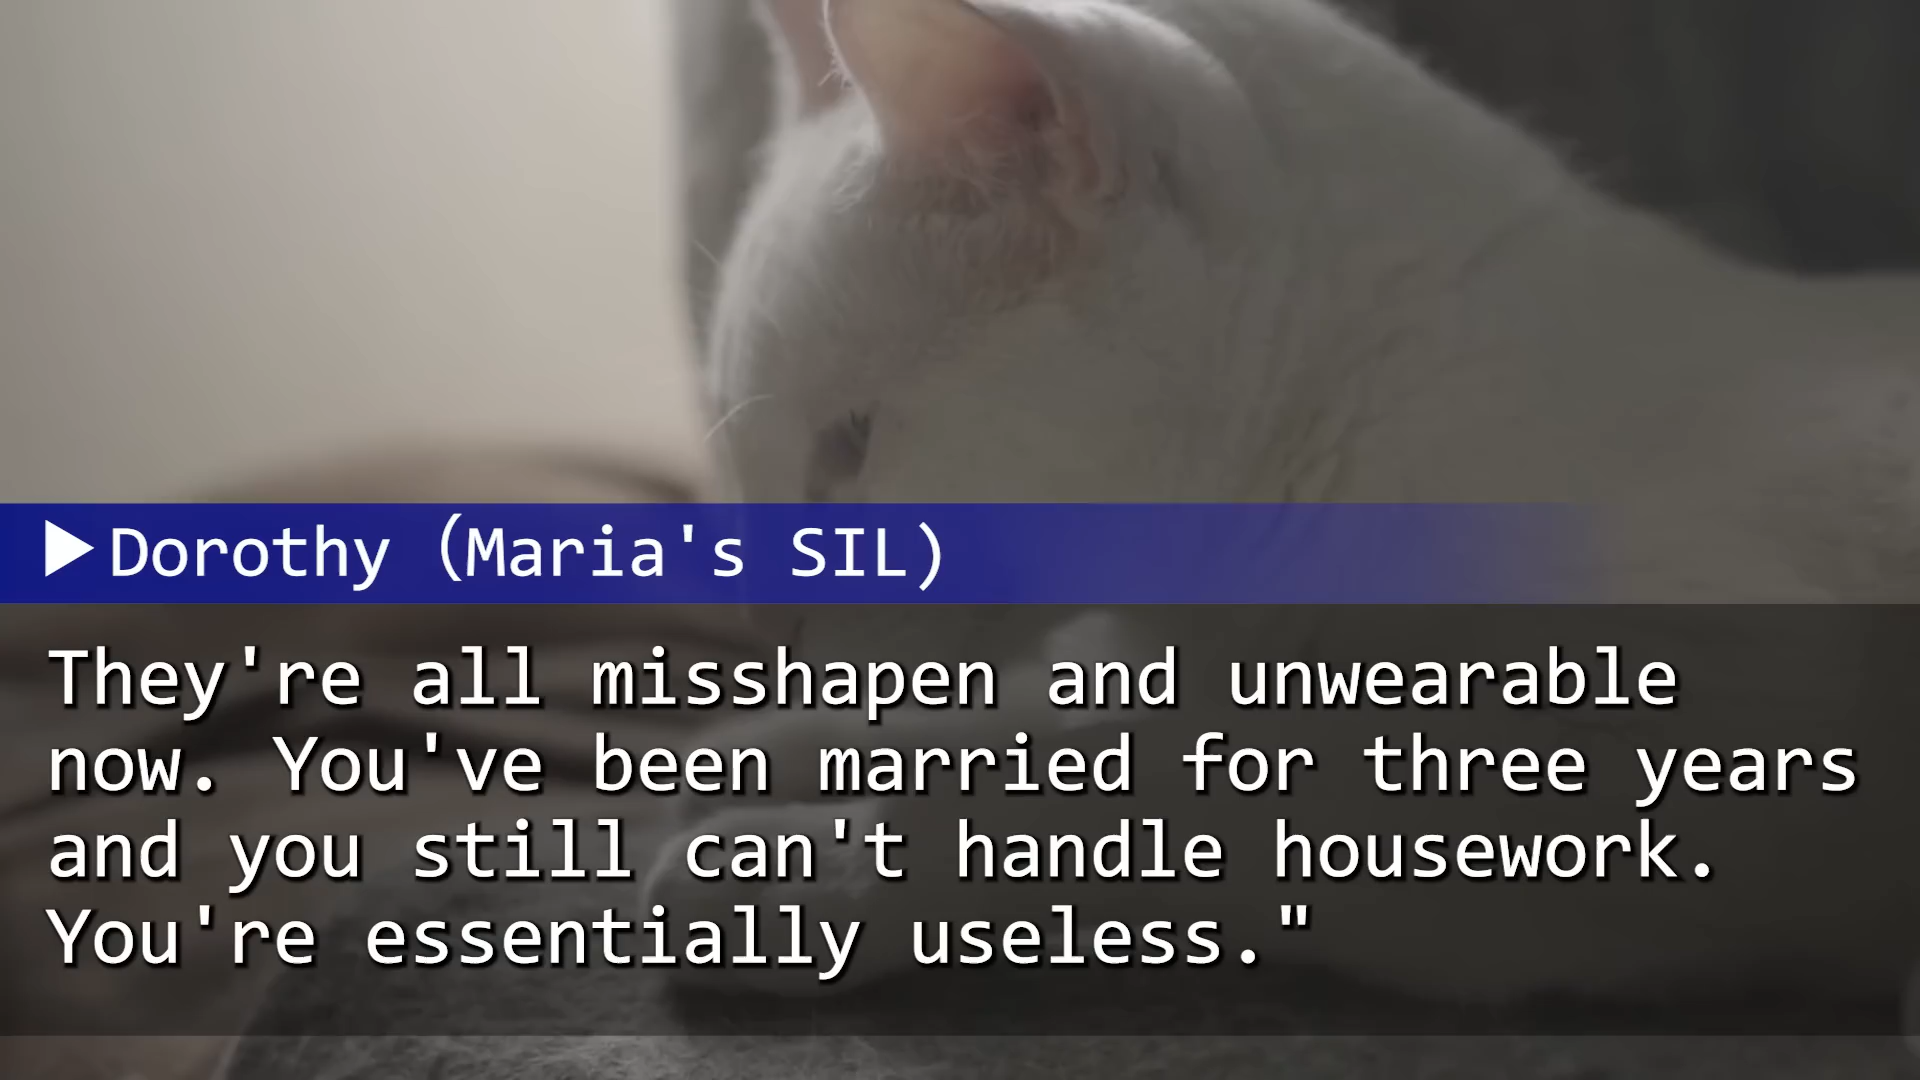 ▶Dorothy (Maria's SIL)
They're all misshapen and unwearable
now. You've been married for three years
and you still can't handle housework.
You're essentially useless."